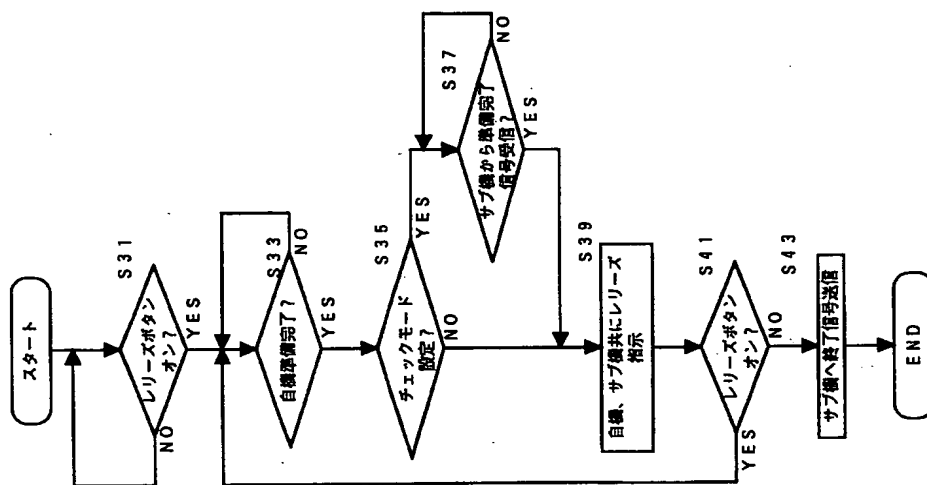 スタート
S31
レリーズボタン
オン?
NO
YES
S33
自機準備完了?
NO
YES
S35
チェックモード
設定?
YES
NO
S37
サブ機から準備完了
信号受信?
NO
YES
S39
自機、サブ機共にレリーズ
指示
S41
レリーズボタン
オン?
YES
NO
S43
サブ機へ終了信号送信
END